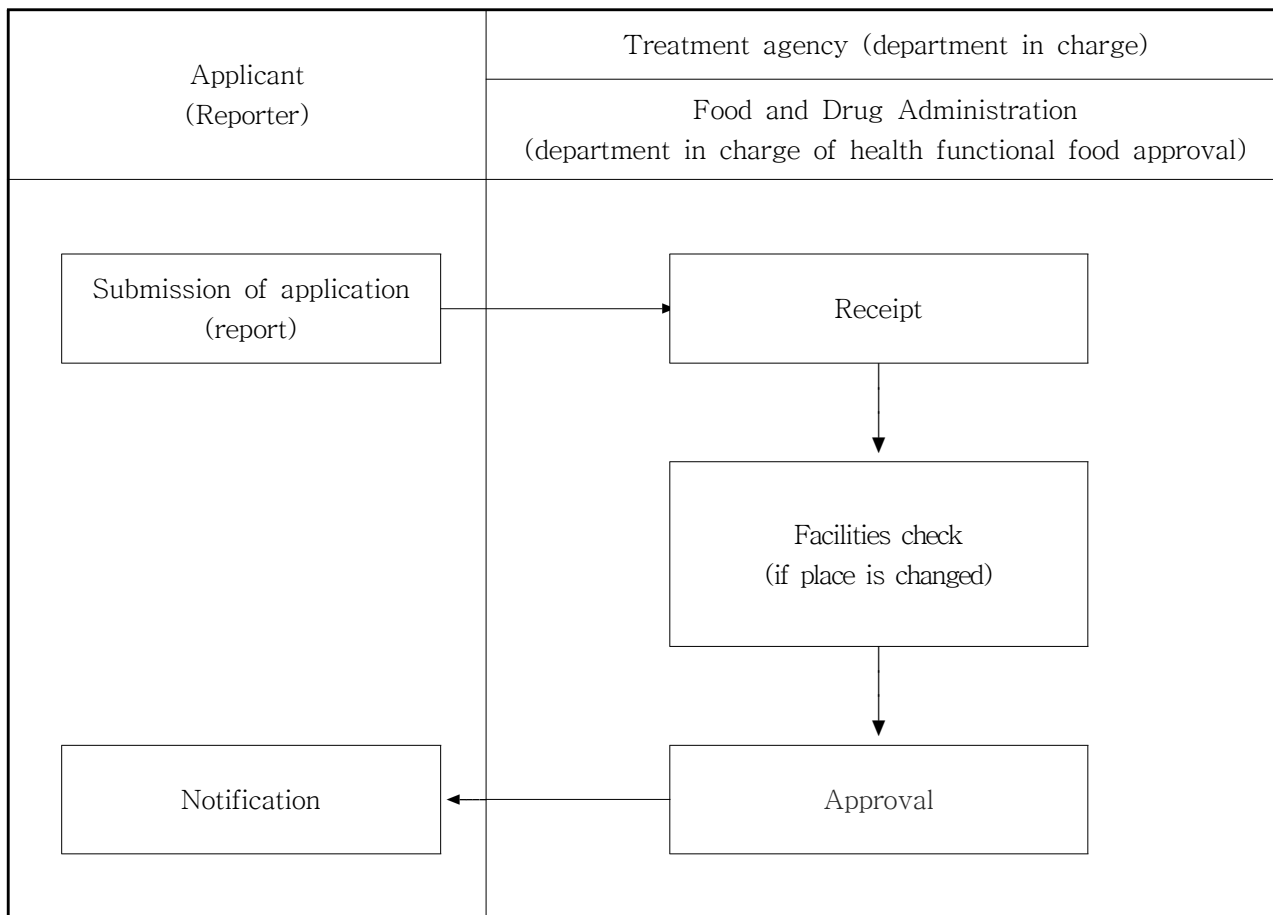 Applicant
(Reporter)
Treatment agency (department in charge)
Food and Drug Administration
(department in charge of health functional food approval)
Submission of application
(report)
Receipt
Facilities check
(if place is changed)
Notification
Approval